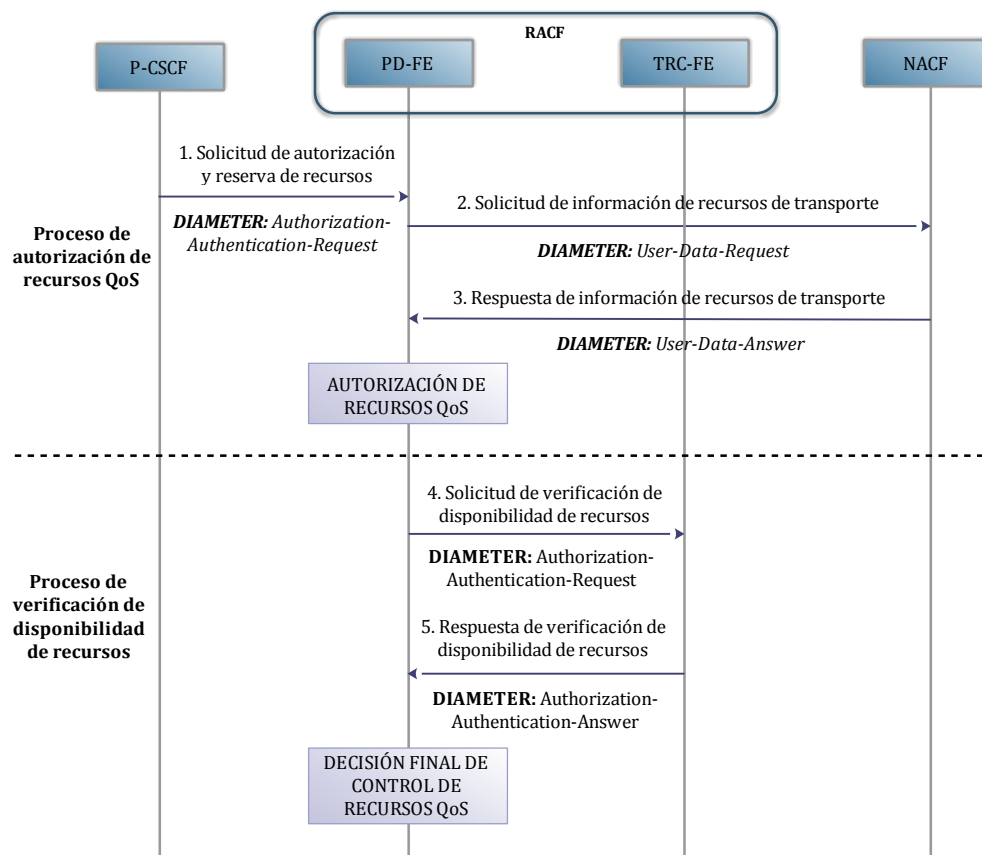 RACF
P-CSCF
PD-FE
TRC-FE
NACF
1. Solicitud de autorización
y reserva de recursos
DIAMETER: Authorization-
Authentication-Request
2. Solicitud de información de recursos de transporte
DIAMETER: User-Data-Request
Proceso de
autorización de
recursos QoS
3. Respuesta de información de recursos de transporte
DIAMETER: User-Data-Answer
AUTORIZACIÓN DE
RECURSOS QoS
4. Solicitud de verificación de
disponibilidad de recursos
DIAMETER: Authorization-
Authentication-Request
Proceso de
verificación de
disponibilidad
de recursos
5. Respuesta de verificación de
disponibilidad de recursos
DIAMETER: Authorization-
Authentication-Answer
DECISIÓN FINAL DE
CONTROL DE
RECURSOS QoS